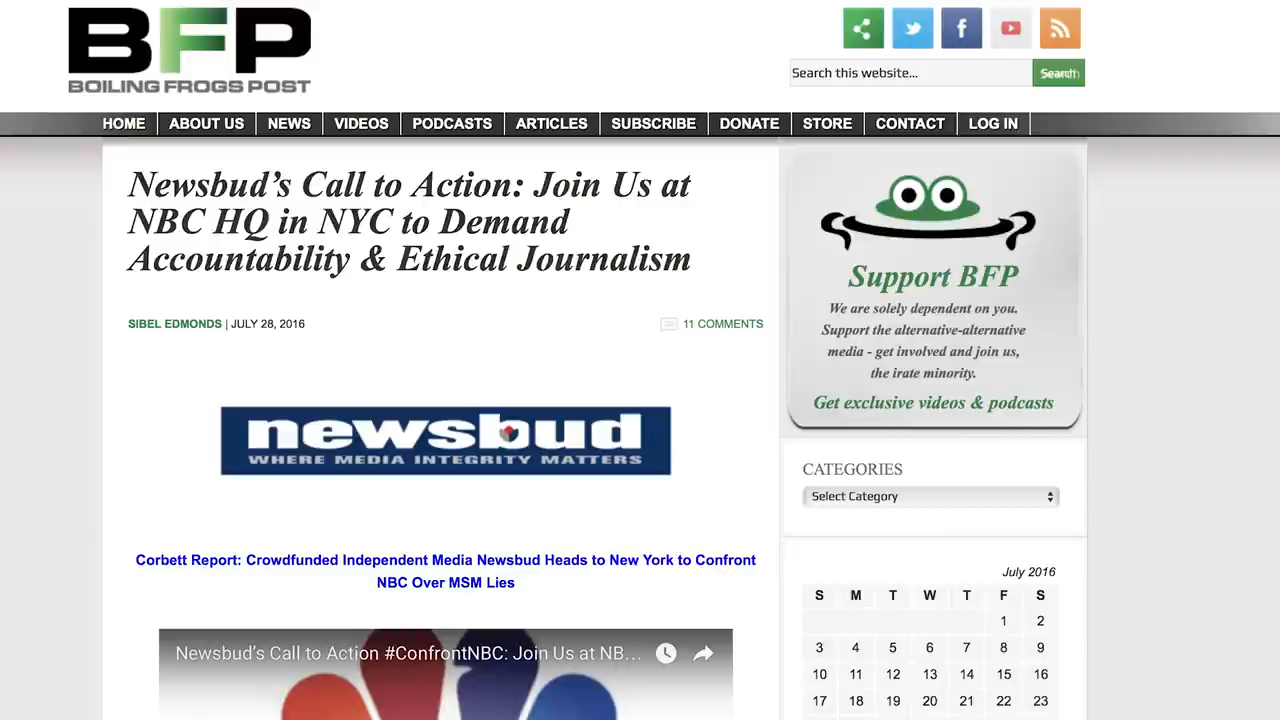 BFP
BOILING FROGS POST
Search this website...
Search
HOME
ABOUT US
NEWS
VIDEOS
PODCASTS
ARTICLES
SUBSCRIBE
DONATE
STORE
CONTACT
LOG IN
Newsbud’s Call to Action: Join Us at
NBC HQ in NYC to Demand
Accountability & Ethical Journalism
SIBEL EDMONDS | JULY 28, 2016
11 COMMENTS
newsbud
WHERE MEDIA INTEGRITY MATTERS
Corbett Report: Crowdfunded Independent Media Newsbud Heads to New York to Confront
NBC Over MSM Lies
Newsbud’s Call to Action #ConfrontNBC: Join Us at NB...
Support BFP
We are solely dependent on you.
Support the alternative-alternative
media - get involved and join us,
the irate minority.
Get exclusive videos & podcasts
CATEGORIES
Select Category
July 2016
S M T W T F S
1 2
3 4 5 6 7 8 9
10 11 12 13 14 15 16
17 18 19 20 21 22 23